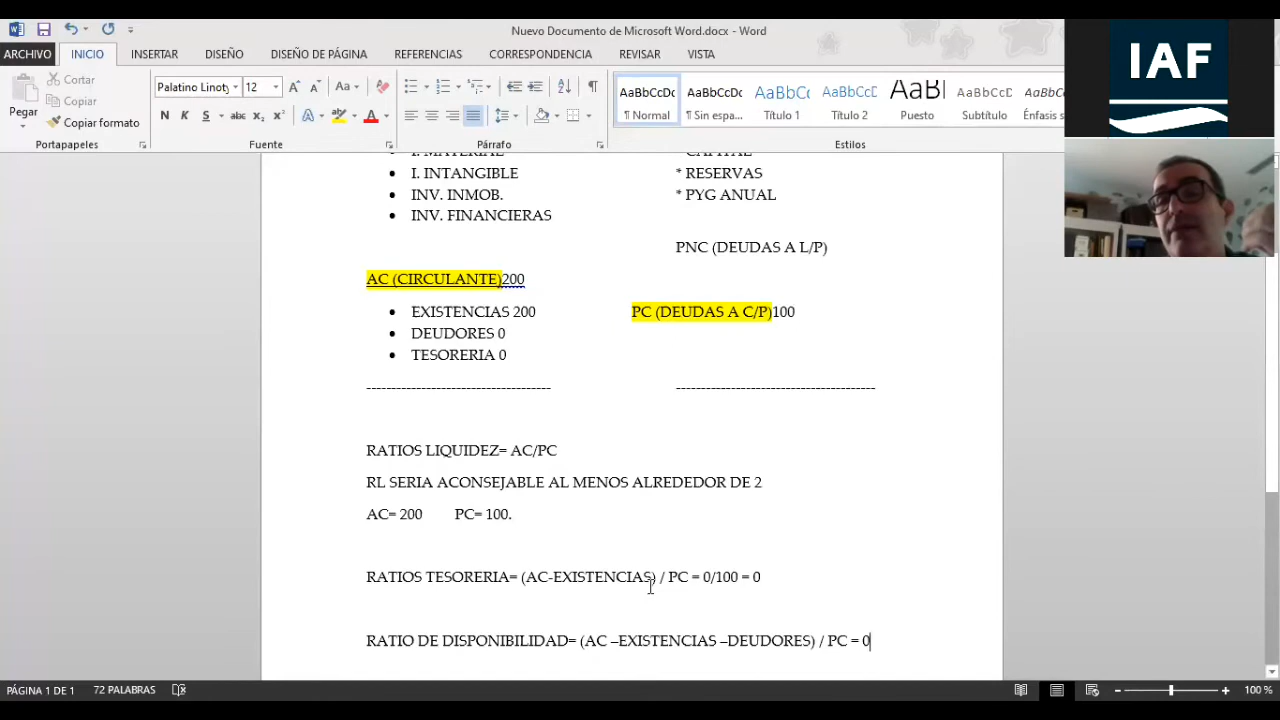 Nuevo Documento de Microsoft Word.docx - Word
ARCHIVO INICIO INSERTAR DISEÑO DISEÑO DE PÁGINA REFERENCIAS CORRESPONDENCIA REVISAR VISTA
IAF
Pegar
Cortar
Copiar
Copiar formato
Portapapeles
Palatino Linoty 12
N K S abc x₂ x²
Fuente
Párrafo
AaBbCcDc AaBbCcDc AaBbCc AaBbCcD AaBl AaBbCcD AaBbCcDc
¶ Normal ¶ Sin espa... Título 1 Título 2 Puesto Subtítulo Énfasis s
Estilos
I. MATERIAL CAPITAL
• I. INTANGIBLE * RESERVAS
• INV. INMOB. * PYG ANUAL
• INV. FINANCIERAS
PNC (DEUDAS A L/P)
AC (CIRCULANTE)200
• EXISTENCIAS 200 PC (DEUDAS A C/P)100
• DEUDORES 0
• TESORERIA 0
------------------------------------- ----------------------------------------
RATIOS LIQUIDEZ= AC/PC
RL SERIA ACONSEJABLE AL MENOS ALREDEDOR DE 2
AC= 200 PC= 100.
RATIOS TESORERIA= (AC-EXISTENCIAS) / PC = 0/100 = 0
RATIO DE DISPONIBILIDAD= (AC –EXISTENCIAS –DEUDORES) / PC = 0
PÁGINA 1 DE 1 72 PALABRAS 100 %